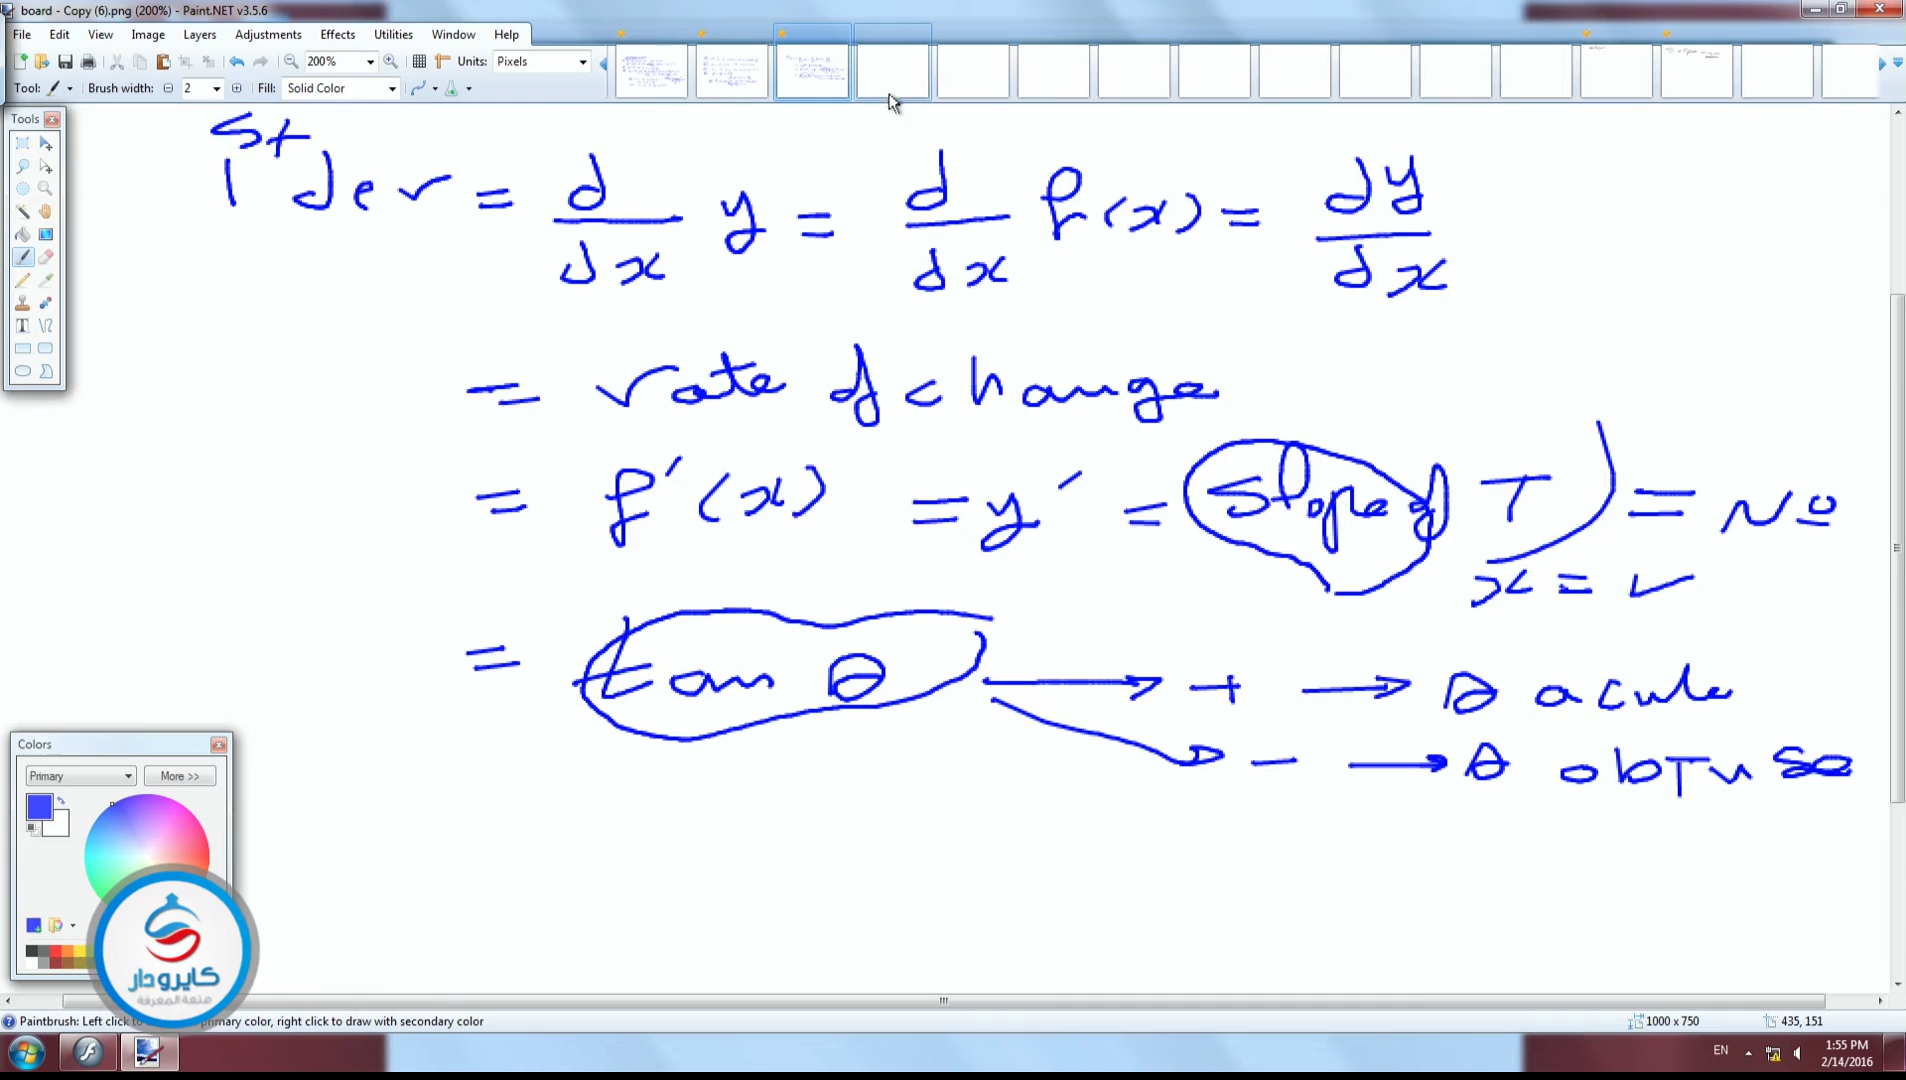 board - Copy (6).png (200%) - Paint.NET v3.5.6
File Edit View Image Layers Adjustments Effects Utilities Window Help
200% Units: Pixels
Tool: Brush width: 2 Fill: Solid Color
Tools
1st der = d/dx y = d/dx f(x) = dy/dx
= rate of change
= f′(x) = y′ = slope of T) = No
x = ✓
= tan θ → + → θ acute
→ − → θ obtuse
Colors
Primary More >>
كايرودار
متعة المعرفة
Paintbrush: Left click to primary color, right click to draw with secondary color
1000 x 750 435, 151
EN 1:55 PM
2/14/2016